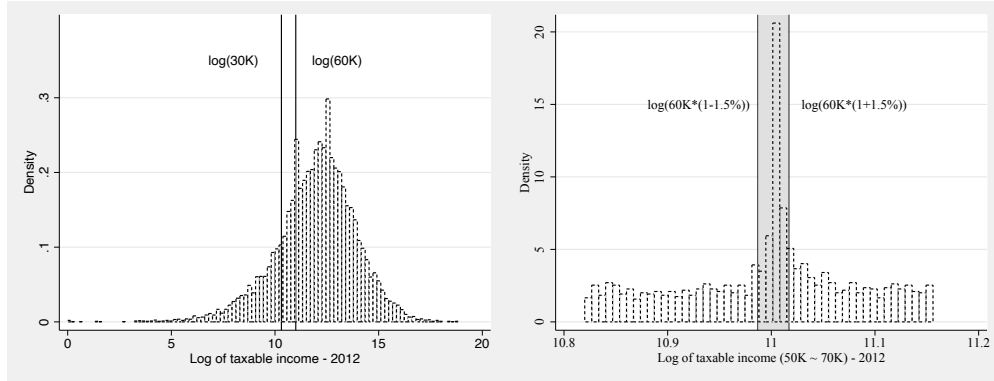 log(30K)
log(60K)
Density
.3
.2
.1
0
0
5
10
15
20
Log of taxable income - 2012
log(60K*(1-1.5%))
log(60K*(1+1.5%))
Density
20
15
10
5
0
10.8
10.9
11
11.1
11.2
Log of taxable income (50K ~ 70K) - 2012